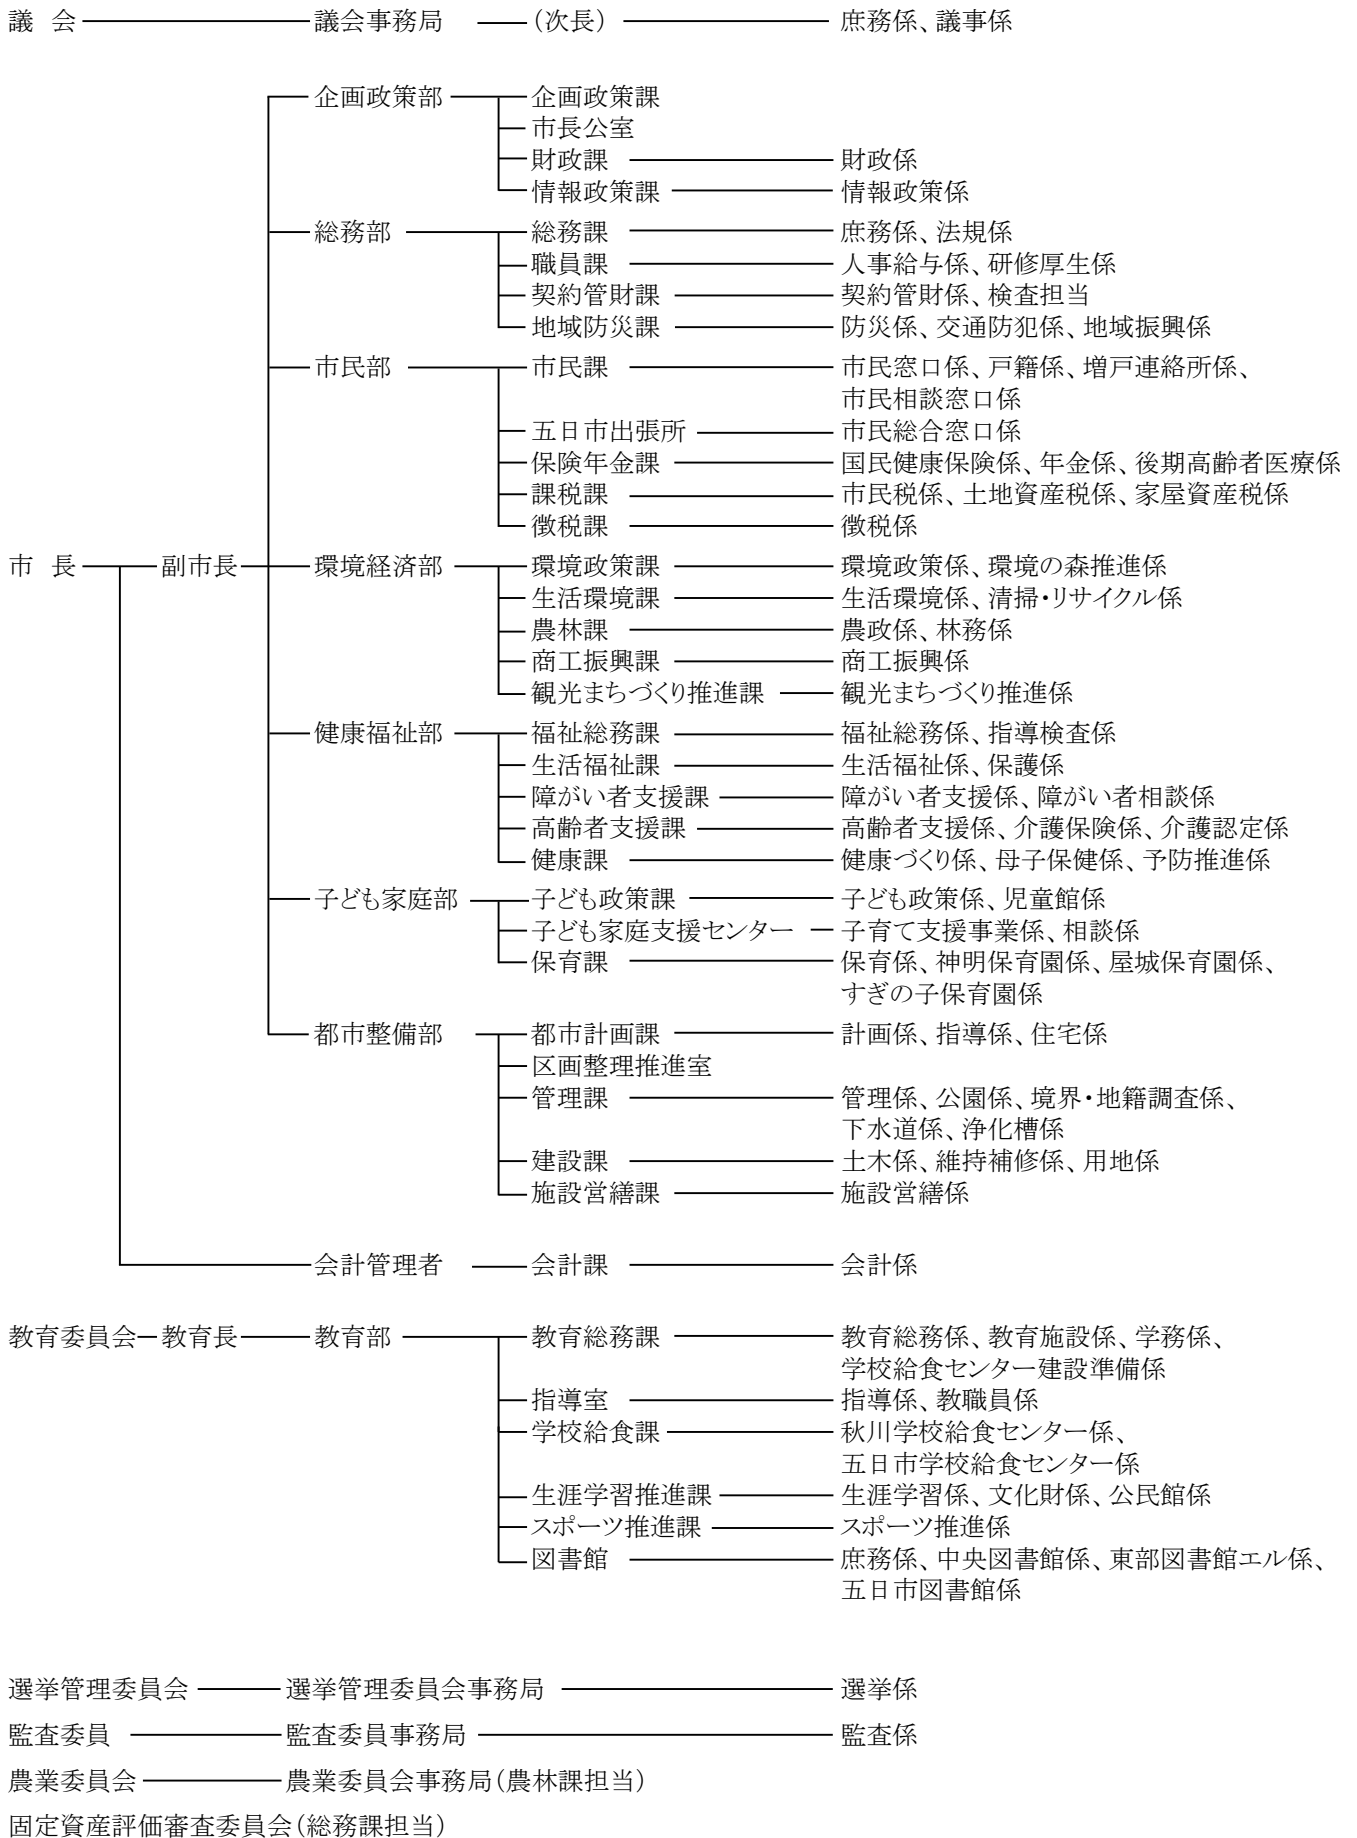 議 会 議会事務局 (次長) 庶務係、議事係
企画政策部 企画政策課
市長公室
財政課 財政係
情報政策課 情報政策係
総務部 総務課 庶務係、法規係
職員課 人事給与係、研修厚生係
契約管財課 契約管財係、検査担当
地域防災課 防災係、交通防犯係、地域振興係
市民部 市民課 市民窓口係、戸籍係、増戸連絡所係、
市民相談窓口係
五日市出張所 市民総合窓口係
保険年金課 国民健康保険係、年金係、後期高齢者医療係
課税課 市民税係、土地資産税係、家屋資産税係
徴税課 徴税係
市 長 副市長 環境経済部 環境政策課 環境政策係、環境の森推進係
生活環境課 生活環境係、清掃・リサイクル係
農林課 農政係、林務係
商工振興課 商工振興係
観光まちづくり推進課 観光まちづくり推進係
健康福祉部 福祉総務課 福祉総務係、指導検査係
生活福祉課 生活福祉係、保護係
障がい者支援課 障がい者支援係、障がい者相談係
高齢者支援課 高齢者支援係、介護保険係、介護認定係
健康課 健康づくり係、母子保健係、予防推進係
子ども家庭部 子ども政策課 子ども政策係、児童館係
子ども家庭支援センター 子育て支援事業係、相談係
保育課 保育係、神明保育園係、屋城保育園係、
すぎの子保育園係
都市整備部 都市計画課 計画係、指導係、住宅係
区画整理推進室
管理課 管理係、公園係、境界・地籍調査係、
下水道係、浄化槽係
建設課 土木係、維持補修係、用地係
施設営繕課 施設営繕係
会計管理者 会計課 会計係
教育委員会 教育長 教育部 教育総務課 教育総務係、教育施設係、学務係、
学校給食センター建設準備係
指導室 指導係、教職員係
学校給食課 秋川学校給食センター係、
五日市学校給食センター係
生涯学習推進課 生涯学習係、文化財係、公民館係
スポーツ推進課 スポーツ推進係
図書館 庶務係、中央図書館係、東部図書館エル係、
五日市図書館係
選挙管理委員会 選挙管理委員会事務局 選挙係
監査委員 監査委員事務局 監査係
農業委員会 農業委員会事務局(農林課担当)
固定資産評価審査委員会(総務課担当)